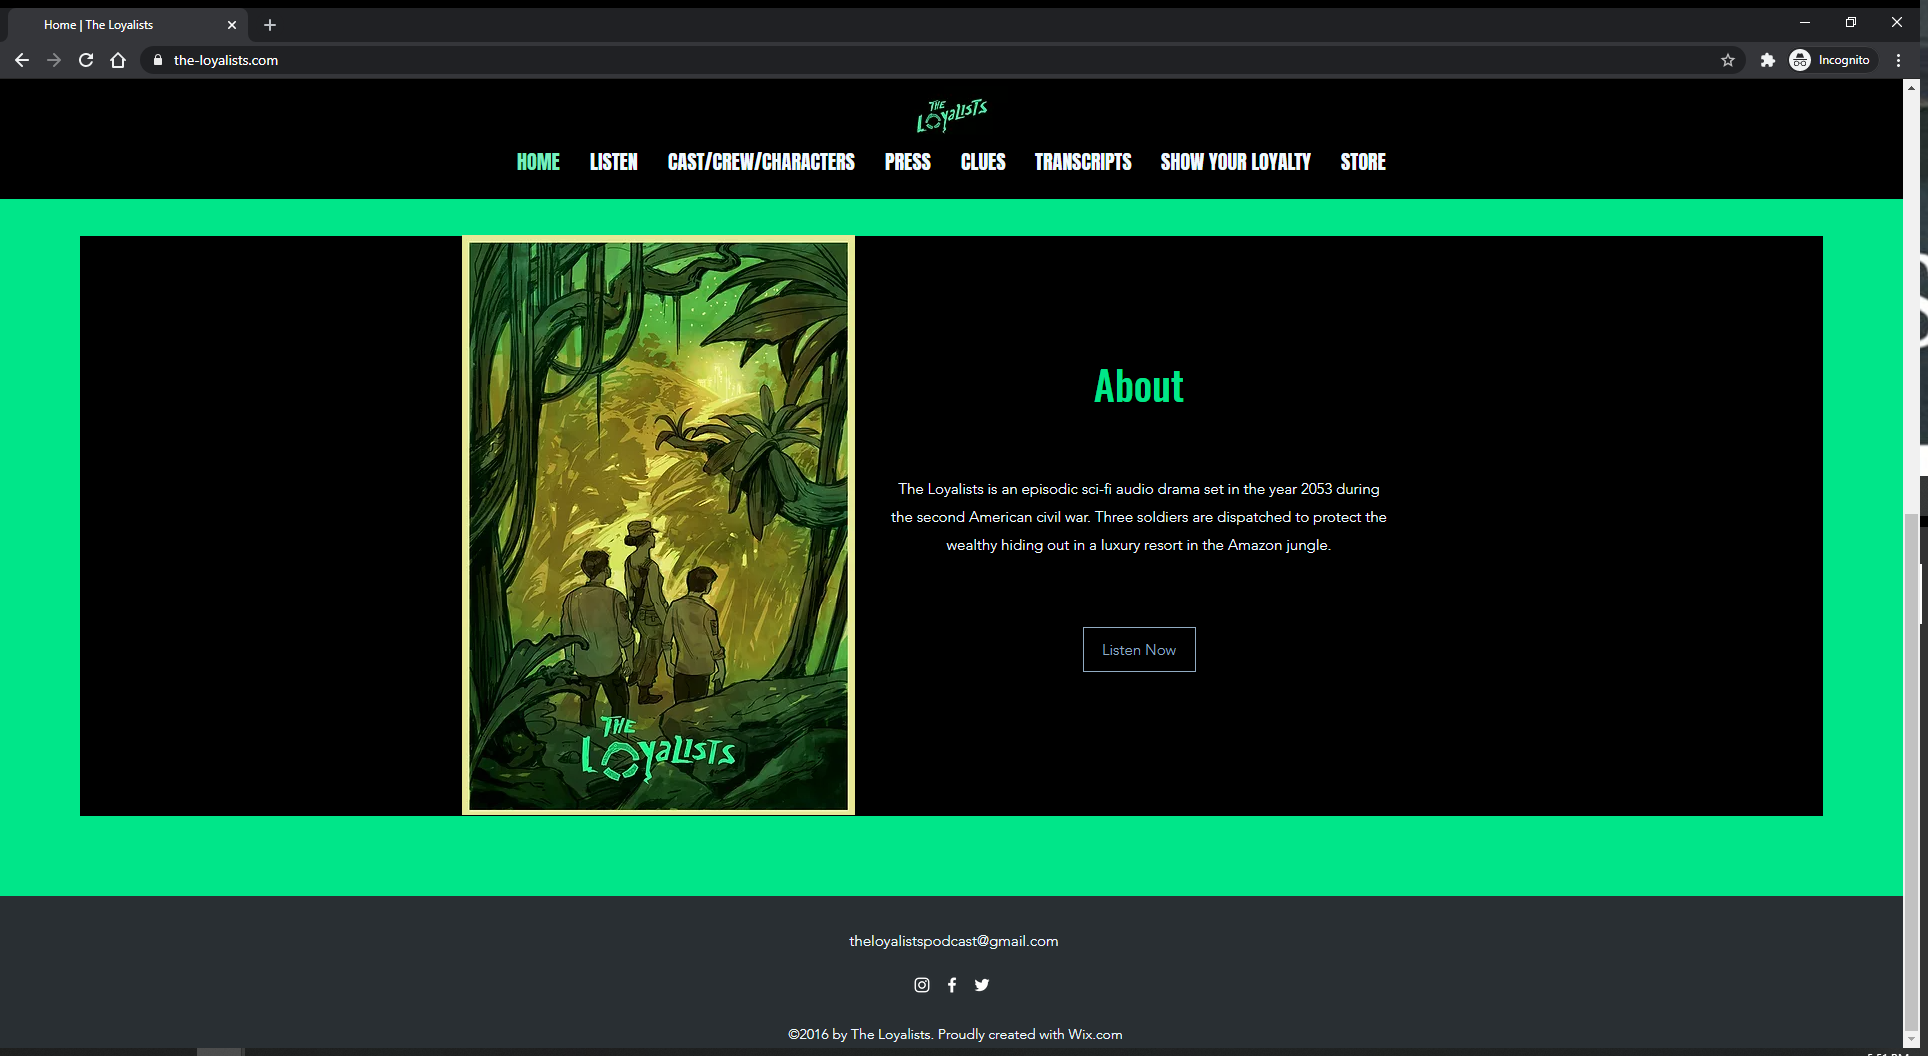 Home | The Loyalists
the-loyalists.com
Incognito
THE
LOyaLISTS
HOME LISTEN CAST/CREW/CHARACTERS PRESS CLUES TRANSCRIPTS SHOW YOUR LOYALTY STORE
About
The Loyalists is an episodic sci-fi audio drama set in the year 2053 during
the second American civil war. Three soldiers are dispatched to protect the
wealthy hiding out in a luxury resort in the Amazon jungle.
Listen Now
THE
LOyaLISTS
theloyalistspodcast@gmail.com
©2016 by The Loyalists. Proudly created with Wix.com